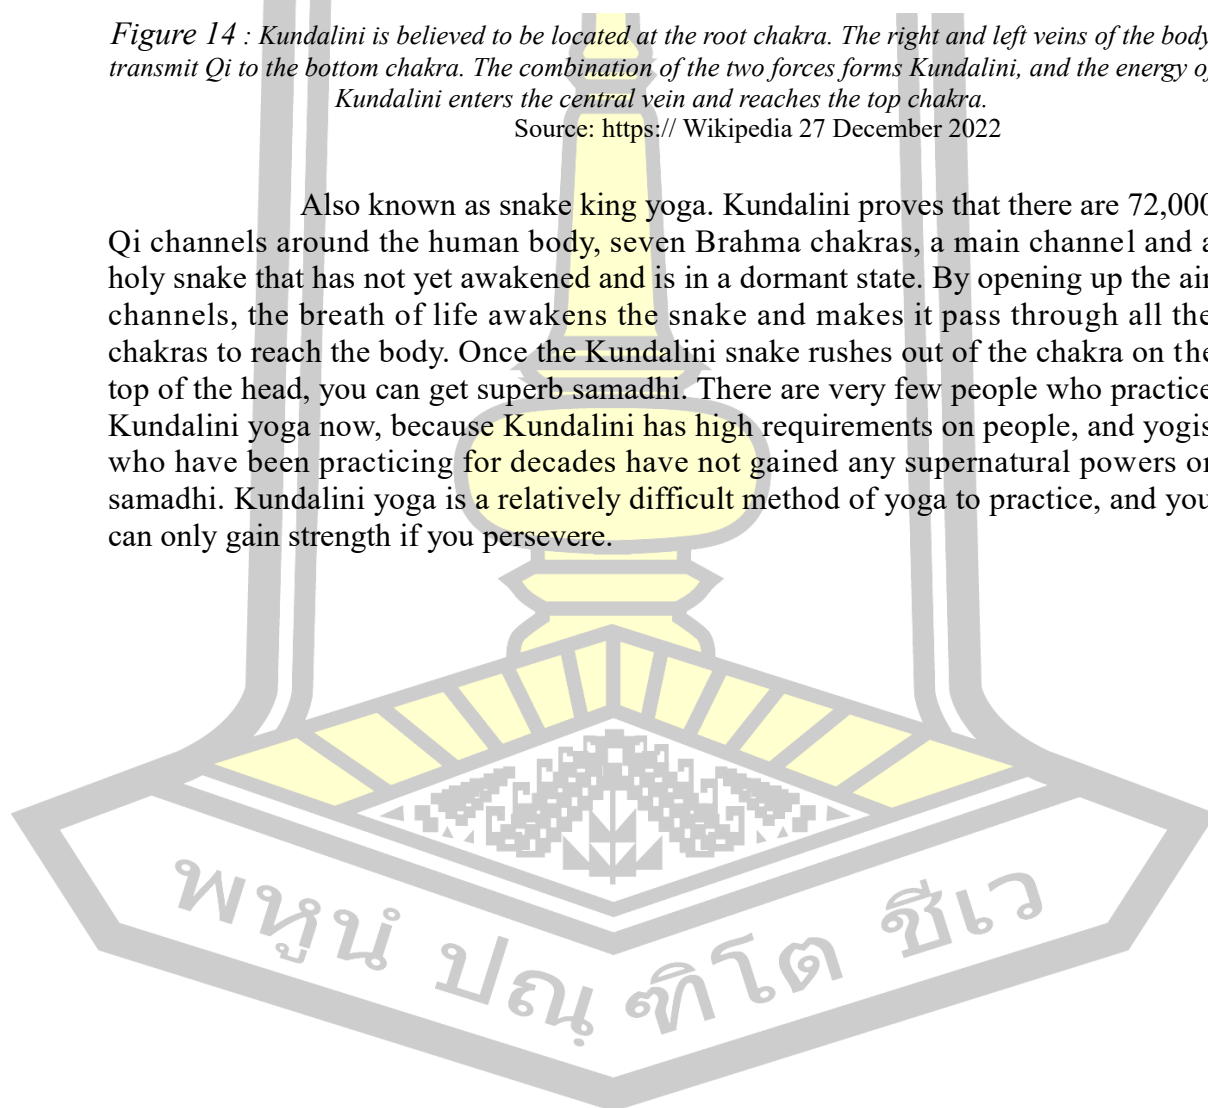 Figure 14 : Kundalini is believed to be located at the root chakra. The right and left veins of the body
transmit Qi to the bottom chakra. The combination of the two forces forms Kundalini, and the energy of
Kundalini enters the central vein and reaches the top chakra.
Source: https:// Wikipedia 27 December 2022
Also known as snake king yoga. Kundalini proves that there are 72,000
Qi channels around the human body, seven Brahma chakras, a main channel and a
holy snake that has not yet awakened and is in a dormant state. By opening up the air
channels, the breath of life awakens the snake and makes it pass through all the
chakras to reach the body. Once the Kundalini snake rushes out of the chakra on the
top of the head, you can get superb samadhi. There are very few people who practice
Kundalini yoga now, because Kundalini has high requirements on people, and yogis
who have been practicing for decades have not gained any supernatural powers or
samadhi. Kundalini yoga is a relatively difficult method of yoga to practice, and you
can only gain strength if you persevere.
พหูนํ ปณฺฑิโต ชีเว